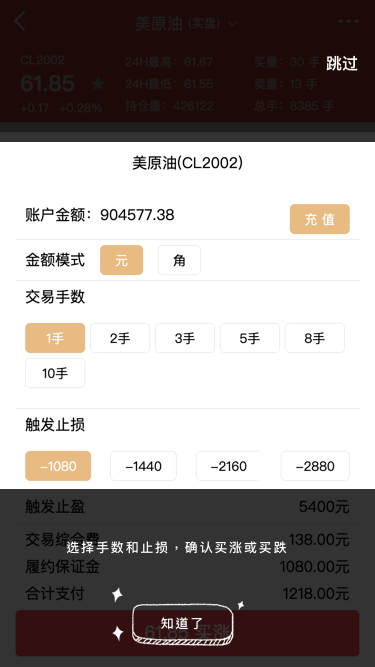 美原油 (实盘)
CL2002
24H最高：61.87
买量：30 手
跳过
61.85 ★
24H最低：61.55
卖量：13 手
+0.17 +0.28%
持仓量：426122
总手：8385 手
美原油(CL2002)
账户金额：904577.38
充 值
金额模式 元 角
交易手数
1手 2手 3手 5手 8手
10手
触发止损
−1080 −1440 −2160 −2880
触发止盈 5400元
交易综合费 138.00元
选择手数和止损，确认买涨或买跌
履约保证金 1080.00元
合计支付 1218.00元
61.85 买涨
知道了